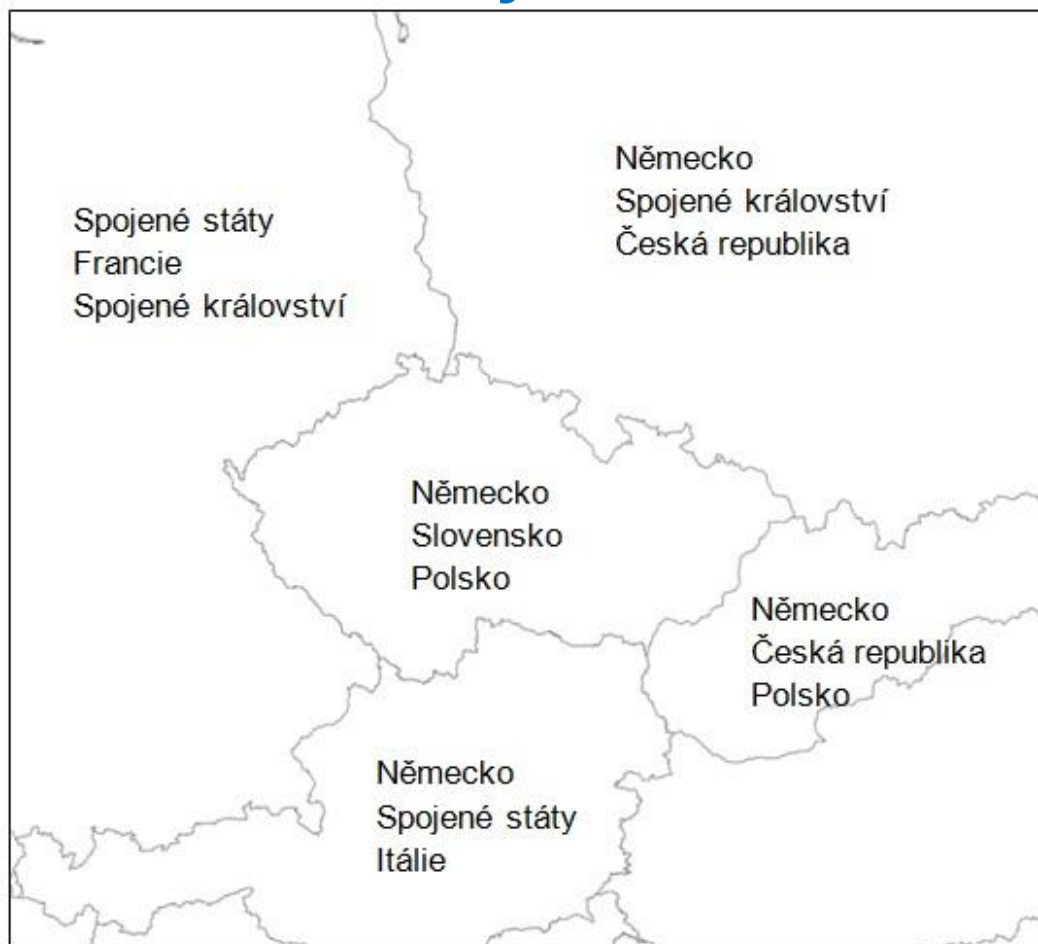 Spojené státy
Francie
Spojené království
Německo
Spojené království
Česká republika
Německo
Slovensko
Polsko
Německo
Česká republika
Polsko
Německo
Spojené státy
Itálie